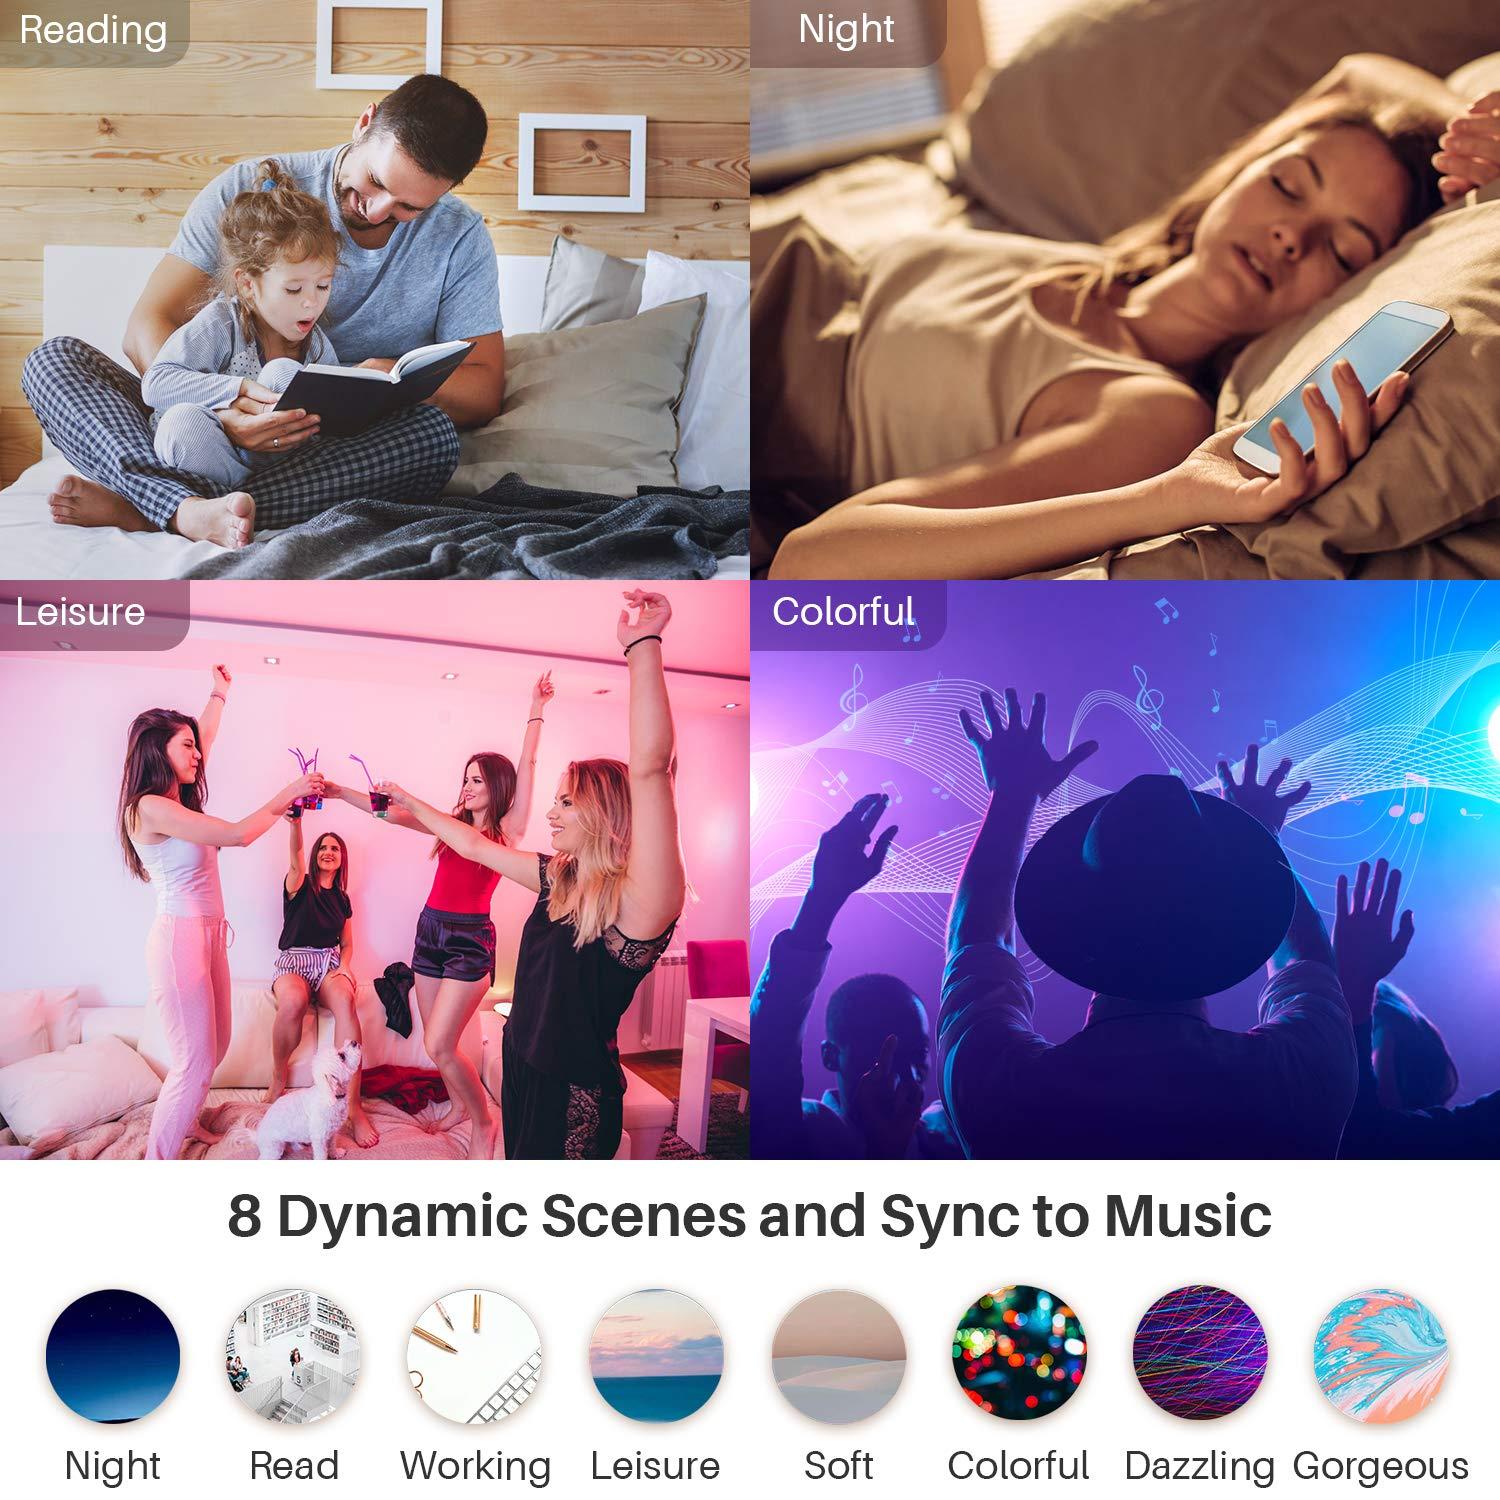 Reading
Night
Leisure
Colorful
8 Dynamic Scenes and Sync to Music
Night
Read
Working
Leisure
Soft
Colorful
Dazzling
Gorgeous